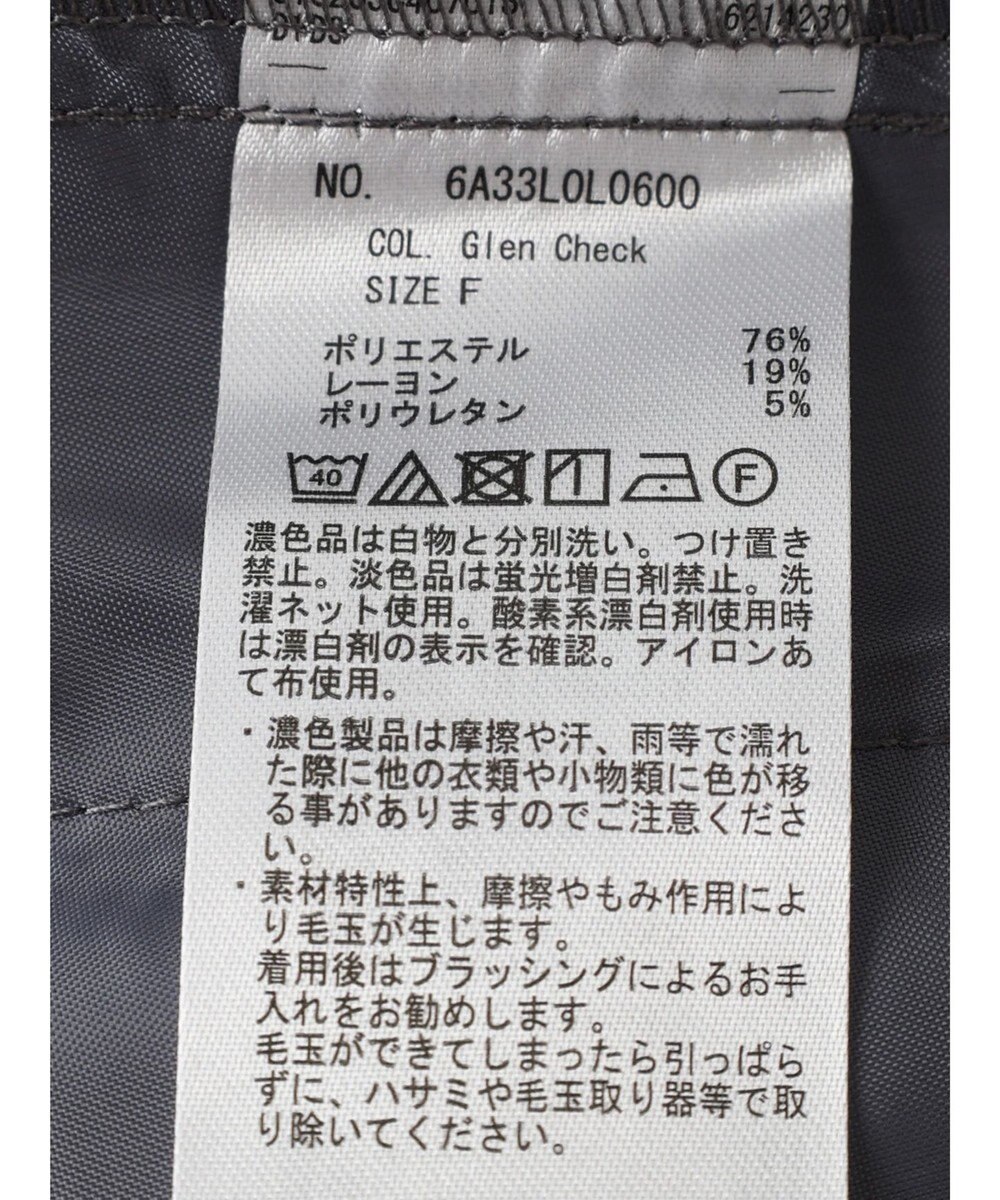 6214230
NO. 6A33L0L0600
COL. Glen Check
SIZE F
ポリエステル 76%
レーヨン 19%
ポリウレタン 5%
40 F
濃色品は白物と分別洗い。つけ置き
禁止。淡色品は蛍光増白剤禁止。洗
濯ネット使用。酸素系漂白剤使用時
は漂白剤の表示を確認。アイロンあ
て布使用。
・濃色製品は摩擦や汗、雨等で濡れ
た際に他の衣類や小物類に色が移
る事がありますのでご注意くださ
い。
・素材特性上、摩擦やもみ作用によ
り毛玉が生じます。
着用後はブラッシングによるお手
入れをお勧めします。
毛玉ができてしまったら引っぱら
ずに、ハサミや毛玉取り器等で取
り除いてください。